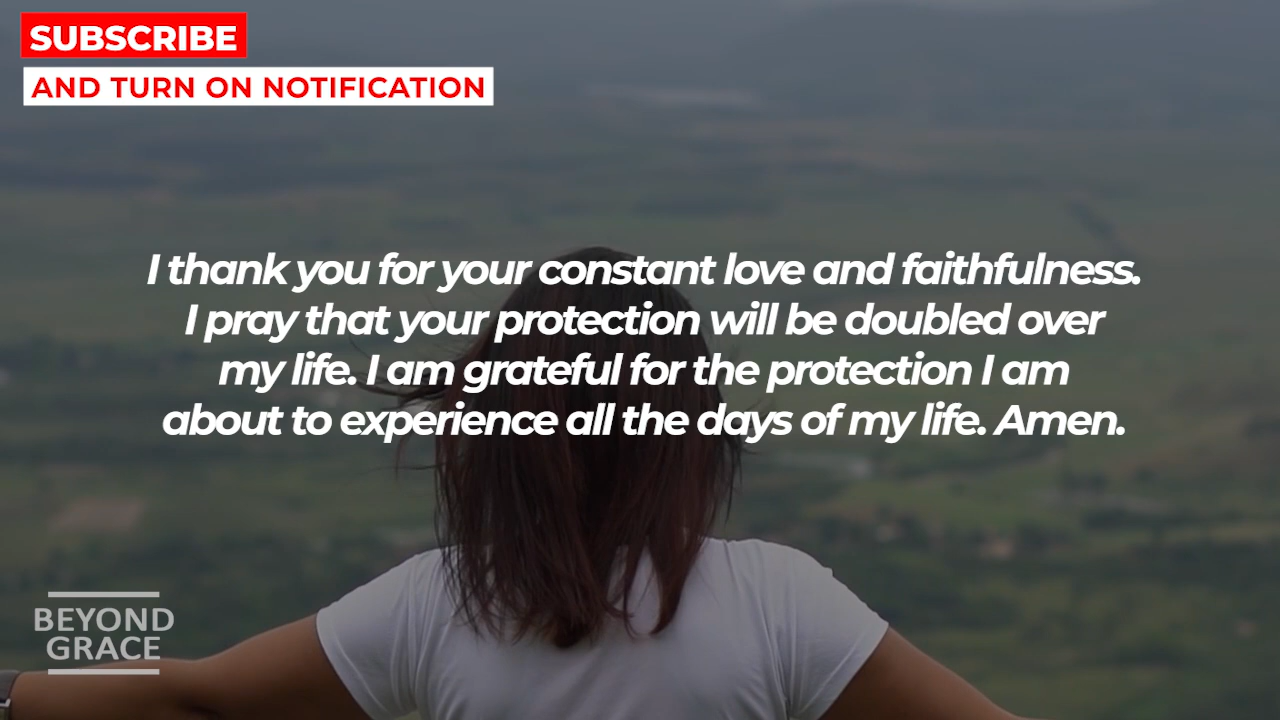 SUBSCRIBE
AND TURN ON NOTIFICATION
I thank you for your constant love and faithfulness.
I pray that your protection will be doubled over
my life. I am grateful for the protection I am
about to experience all the days of my life. Amen.
BEYOND
GRACE